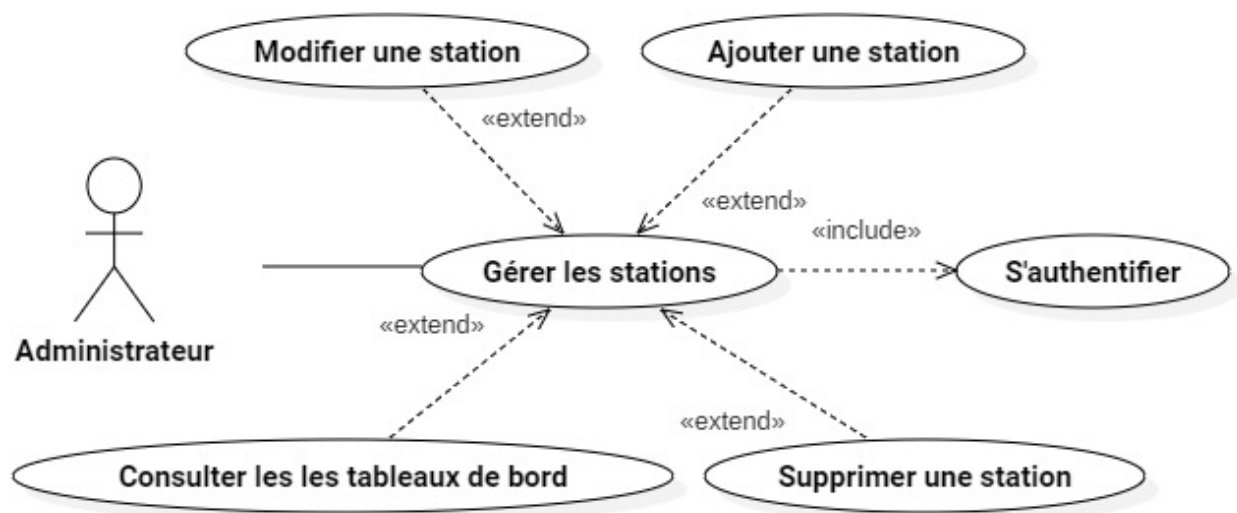 Modifier une station
Ajouter une station
«extend»
«extend»
«include»
Gérer les stations
S'authentifier
«extend»
Administrateur
«extend»
Consulter les les tableaux de bord
Supprimer une station